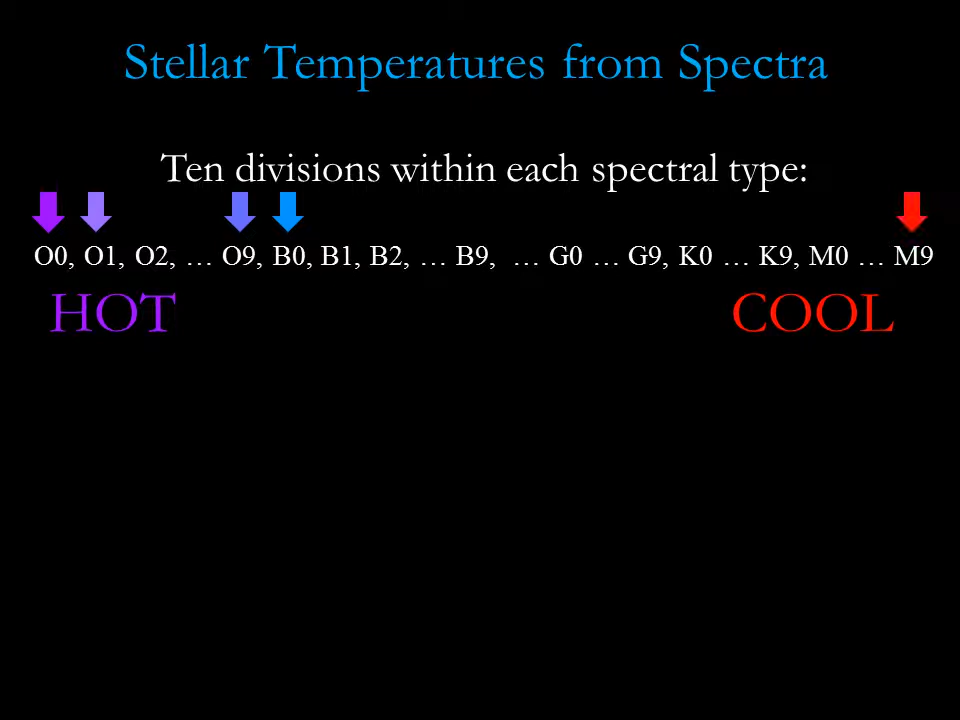 Stellar Temperatures from Spectra
Ten divisions within each spectral type:
O0, O1, O2, … O9, B0, B1, B2, … B9,  … G0 … G9, K0 … K9, M0 … M9
HOT COOL